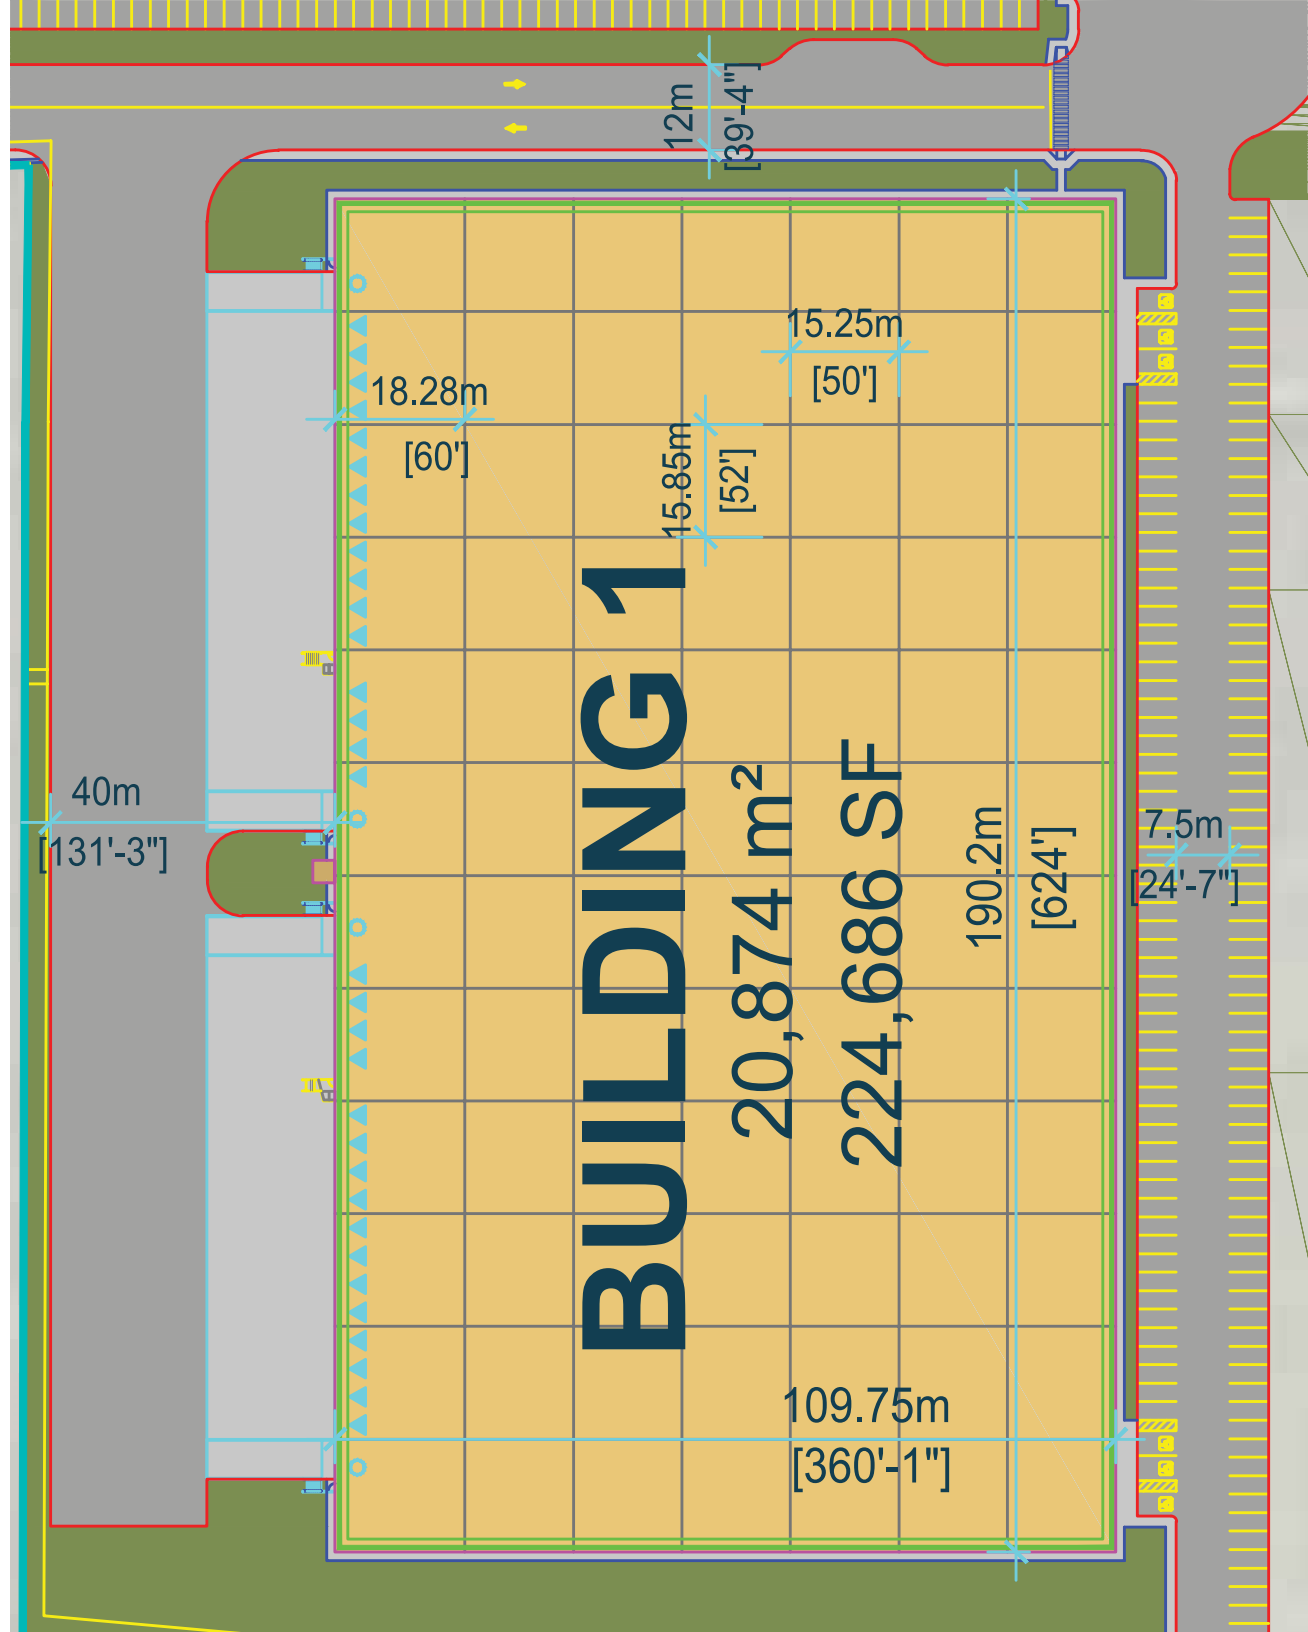 12m
[39'-4"]
15.25m
[50']
18.28m
[60']
15.85m
[52']
BUILDING 1
20,874 m²
224,686 SF
40m
[131'-3"]
190.2m
[624']
7.5m
[24'-7"]
109.75m
[360'-1"]